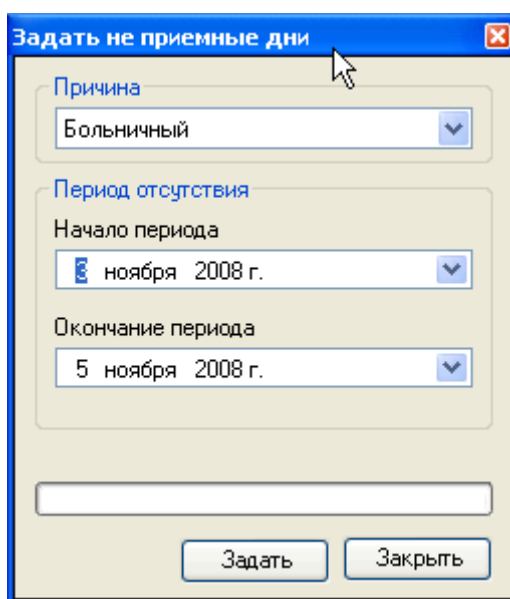 Задать не приемные дни
Причина
Больничный
Период отсутствия
Начало периода
3 ноября 2008 г.
Окончание периода
5 ноября 2008 г.
Задать Закрыть